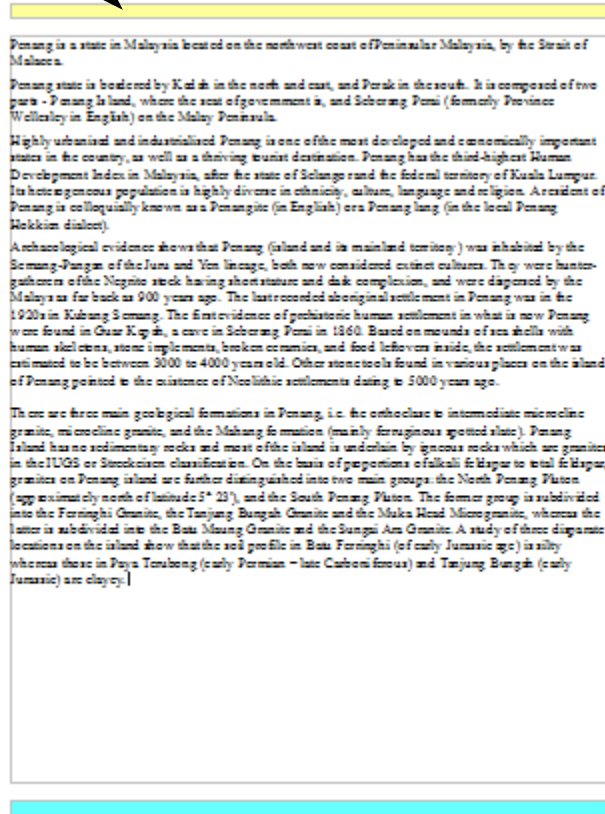 Penang is a state in Malaysia located on the northwest coast of Peninsular Malaysia, by the Strait of
Malacca.
Penang state is bordered by Kedah in the north and east, and Perak in the south. It is composed of two
parts - Penang Island, where the seat of government is, and Seberang Perai (formerly Province
Wellesley in English) on the Malay Peninsula.
Highly urbanised and industrialised Penang is one of the most developed and economically important
states in the country, as well as a thriving tourist destination. Penang has the third-highest Human
Development Index in Malaysia, after the state of Selangor and the federal territory of Kuala Lumpur.
Its heterogeneous population is highly diverse in ethnicity, culture, language and religion. A resident of
Penang is colloquially known as a Penangite (in English) or a Penang lang (in the local Penang
Hokkien dialect).
Archaeological evidence shows that Penang (island and its mainland territory) was inhabited by the
Semang-Pangan of the Juru and Yen lineage, both now considered extinct cultures. They were hunter-
gatherers of the Negrito stock having short stature and dark complexion, and were dispersed by the
Malays as far back as 900 years ago. The last recorded aboriginal settlement in Penang was in the
1920s in Kubang Semang. The first evidence of prehistoric human settlement in what is now Penang
were found in Guar Kepah, a cave in Seberang Perai in 1860. Based on mounds of sea shells with
human skeletons, stone implements, broken ceramics, and food leftovers inside, the settlement was
estimated to be between 3000 to 4000 years old. Other stone tools found in various places on the island
of Penang pointed to the existence of Neolithic settlements dating to 5000 years ago.
There are three main geological formations in Penang, i.e. the orthoclase to intermediate microcline
granite, microcline granite, and the Mahang formation (mainly ferruginous spotted slate). Penang
Island has no sedimentary rocks and most of the island is underlain by igneous rocks which are granites
in the IUGS or Streckeisen classification. On the basis of proportions of alkali feldspar to total feldspar,
granites on Penang island are further distinguished into two main groups: the North Penang Pluton
(approximately north of latitude 5° 23'), and the South Penang Pluton. The former group is subdivided
into the Ferringhi Granite, the Tanjung Bungah Granite and the Muka Head Microgranite, whereas the
latter is subdivided into the Batu Maung Granite and the Sungai Ara Granite. A study of three disparate
locations on the island show that the soil profile in Batu Ferringhi (of early Jurassic age) is silty
whereas those in Paya Terubong (early Permian – late Carboniferous) and Tanjung Bungah (early
Jurassic) are clayey.